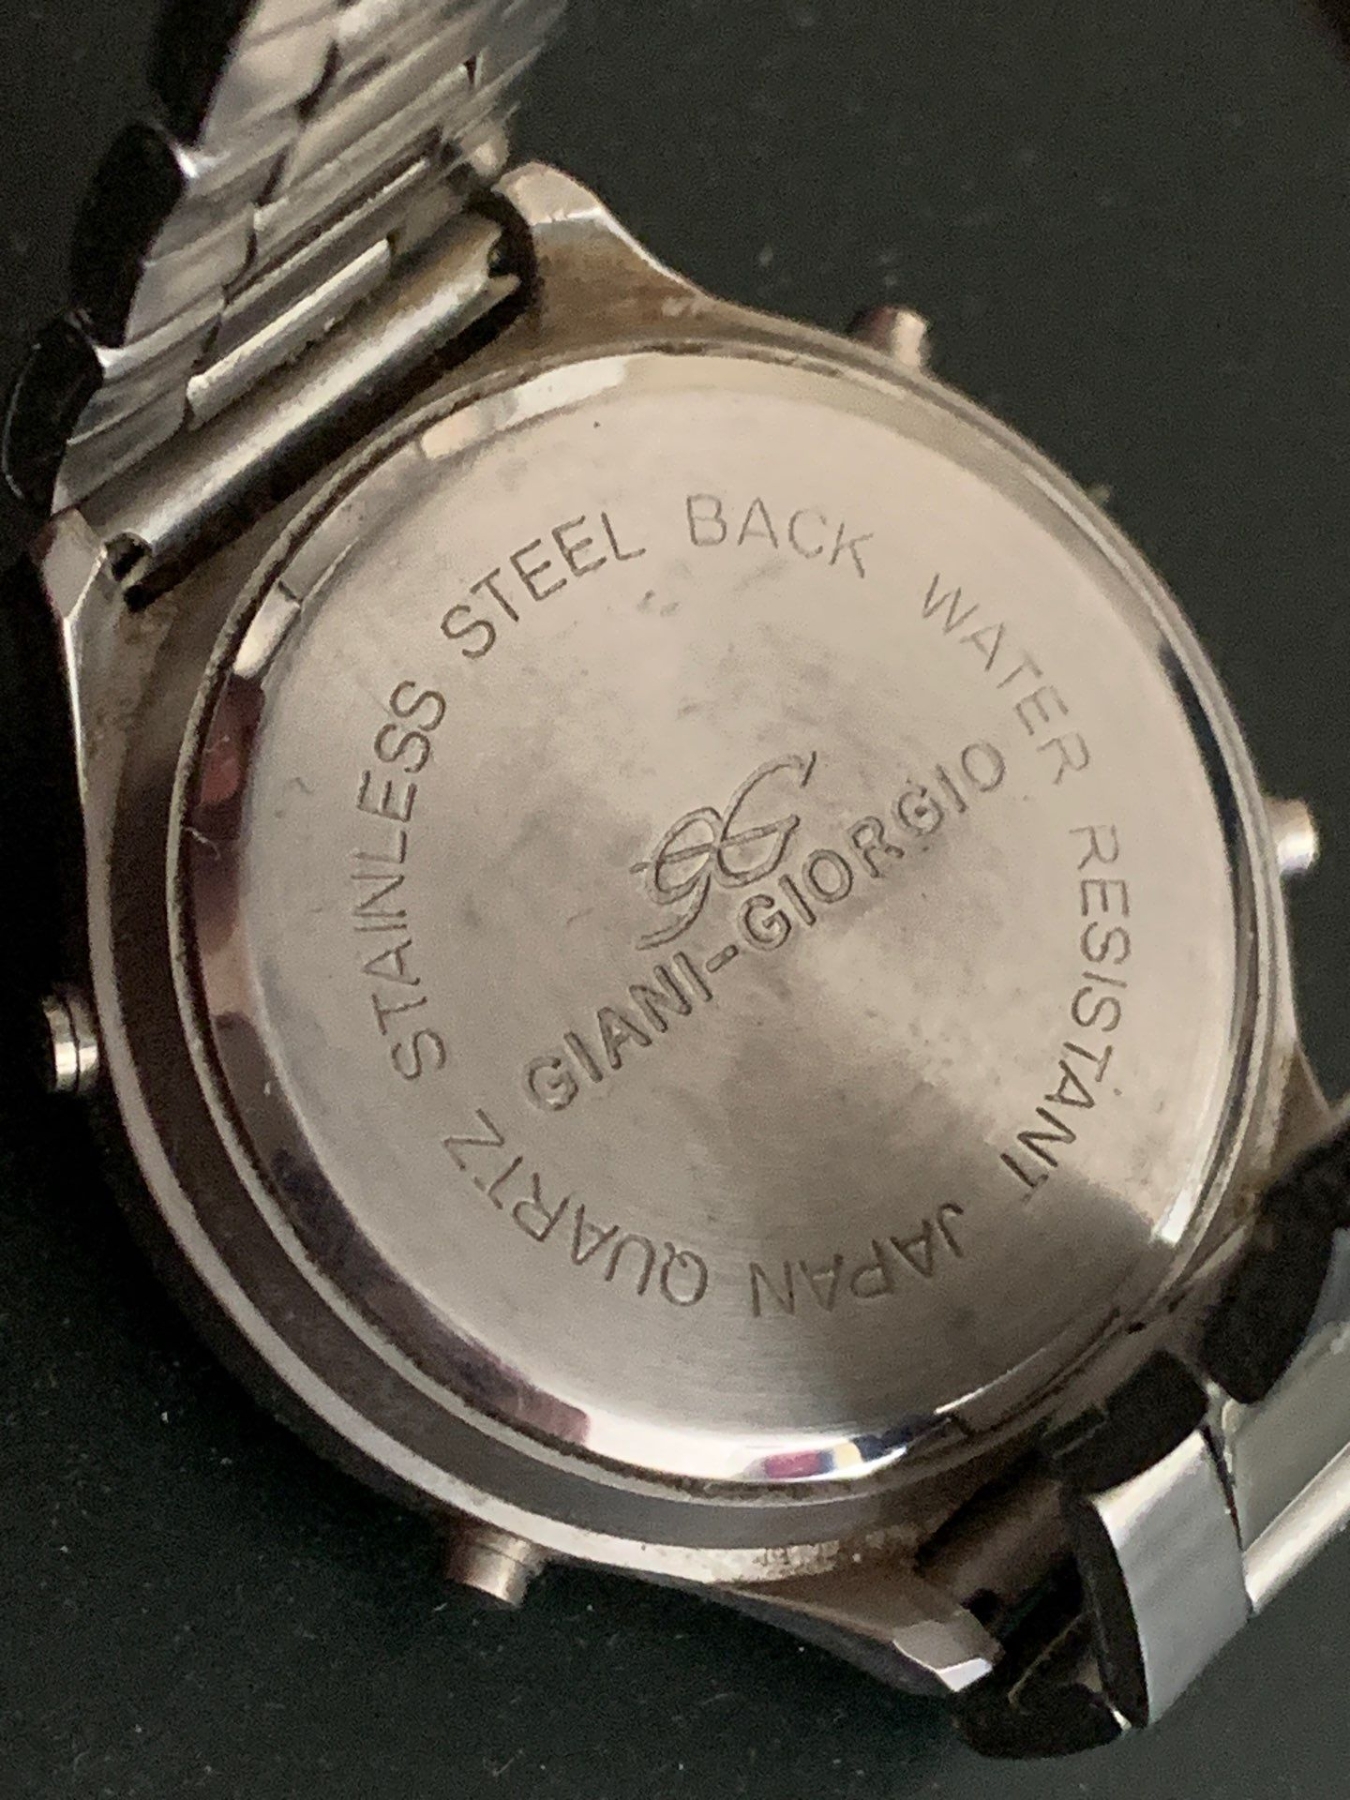 STAINLESS STEEL BACK WATER RESISTANT JAPAN QUARTZ
GG
GIANI-GIORGIO